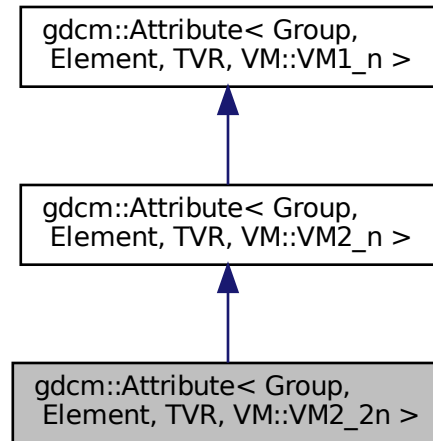 gdcm::Attribute< Group,
Element, TVR, VM::VM1_n >
gdcm::Attribute< Group,
Element, TVR, VM::VM2_n >
gdcm::Attribute< Group,
Element, TVR, VM::VM2_2n >